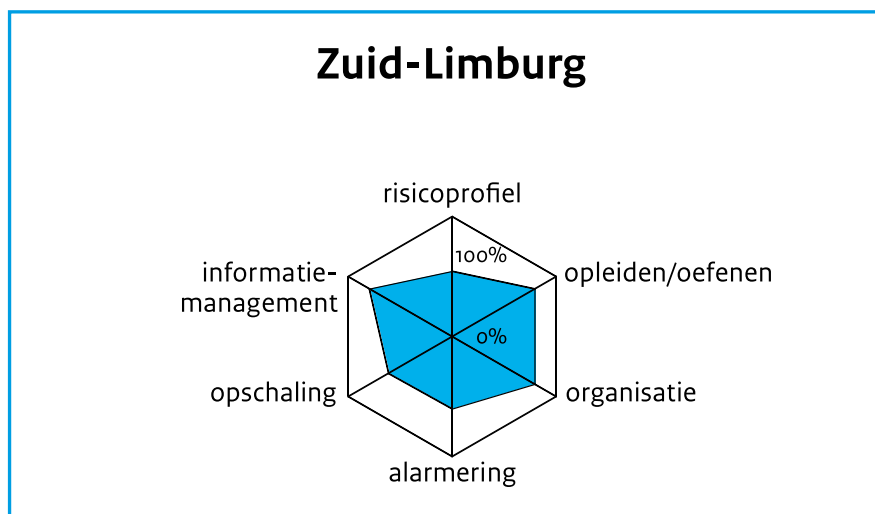 Zuid-Limburg
risicoprofiel
100%
informatie-
management
opleiden/oefenen
0%
opschaling
organisatie
alarmering